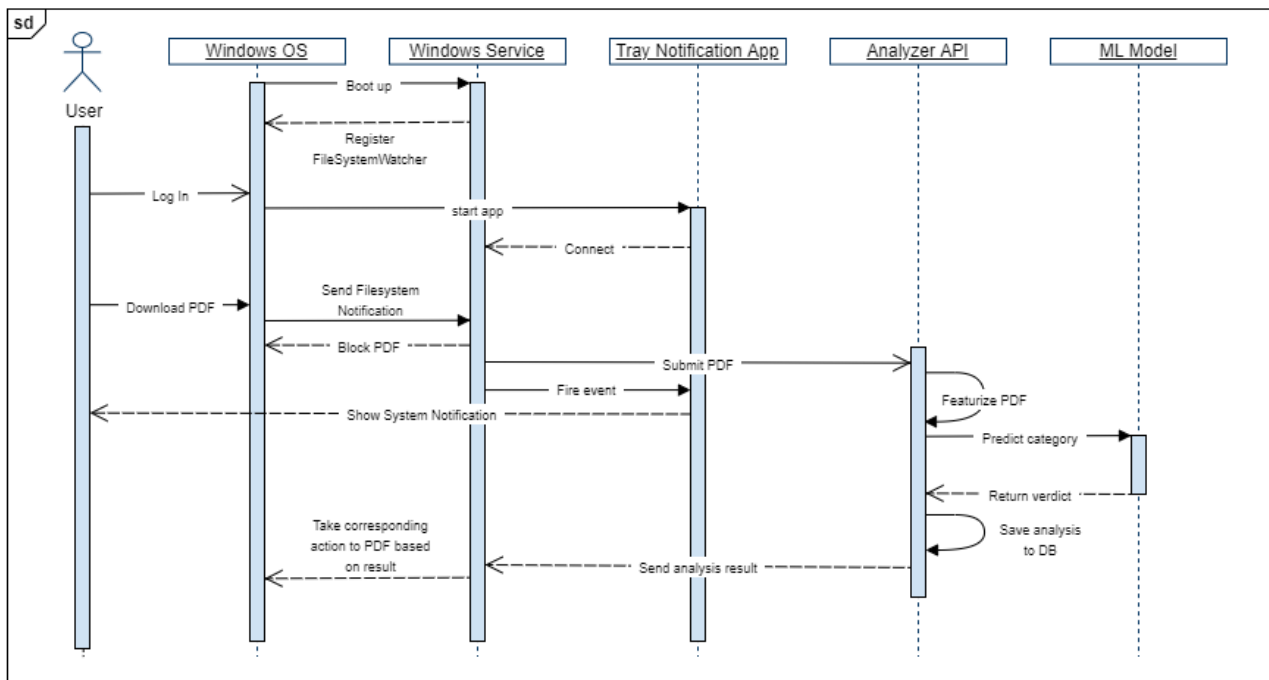 sd
Windows OS
Windows Service
Tray Notification App
Analyzer API
ML Model
User
Boot up
Register
FileSystemWatcher
Log In
start app
Connect
Download PDF
Send Filesystem
Notification
Block PDF
Submit PDF
Fire event
Show System Notification
Featurize PDF
Predict category
Return verdict
Save analysis
to DB
Send analysis result
Take corresponding
action to PDF based
on result